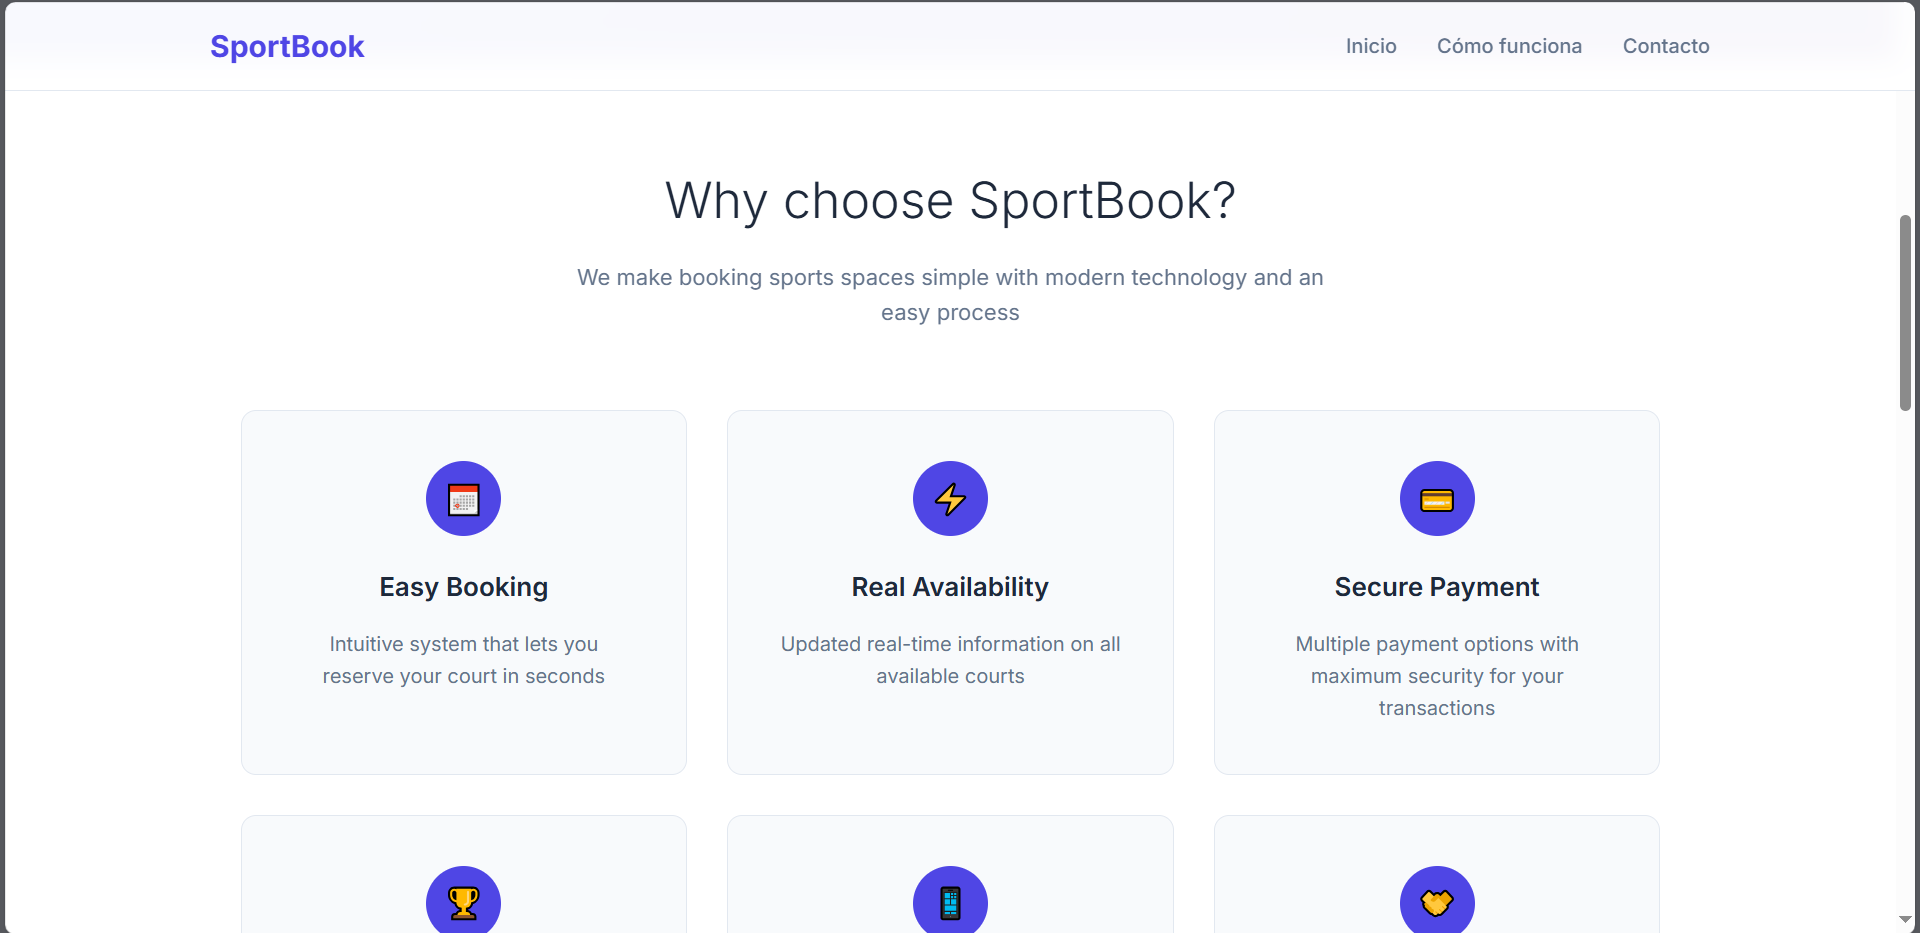 SportBook
Inicio
Cómo funciona
Contacto
Why choose SportBook?
We make booking sports spaces simple with modern technology and an
easy process
Easy Booking
Intuitive system that lets you
reserve your court in seconds
Real Availability
Updated real-time information on all
available courts
Secure Payment
Multiple payment options with
maximum security for your
transactions